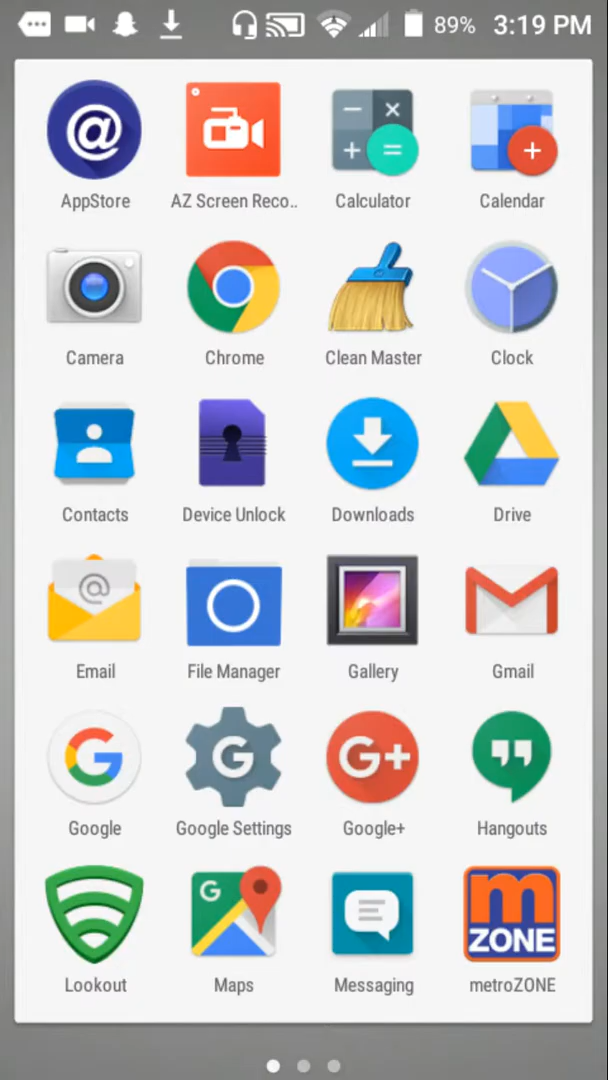 89% 3:19 PM
@
AppStore AZ Screen Reco.. Calculator Calendar
Camera Chrome Clean Master Clock
Contacts Device Unlock Downloads Drive
@
Email File Manager Gallery Gmail
G G G+
Google Google Settings Google+ Hangouts
G m ZONE
Lookout Maps Messaging metroZONE